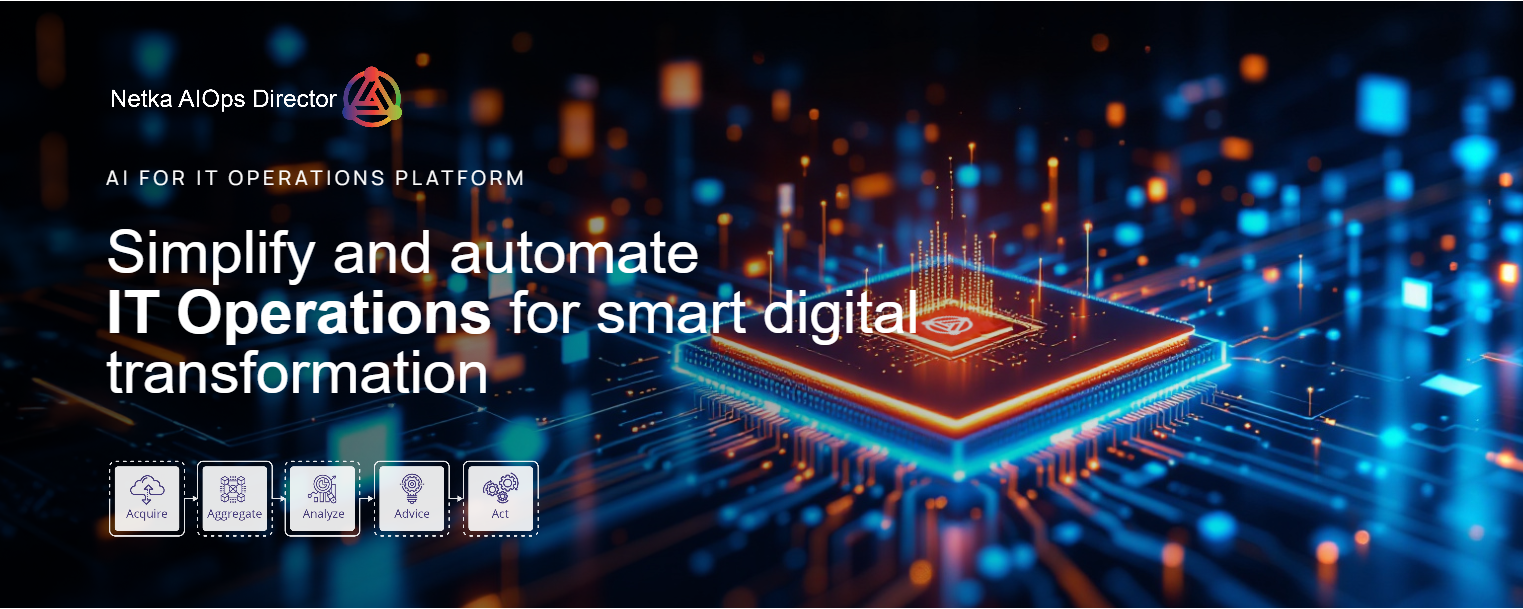 Netka AIOps Director
AI FOR IT OPERATIONS PLATFORM
Simplify and automate
IT Operations for smart digital
transformation
Acquire
Aggregate
Analyze
Advice
Act